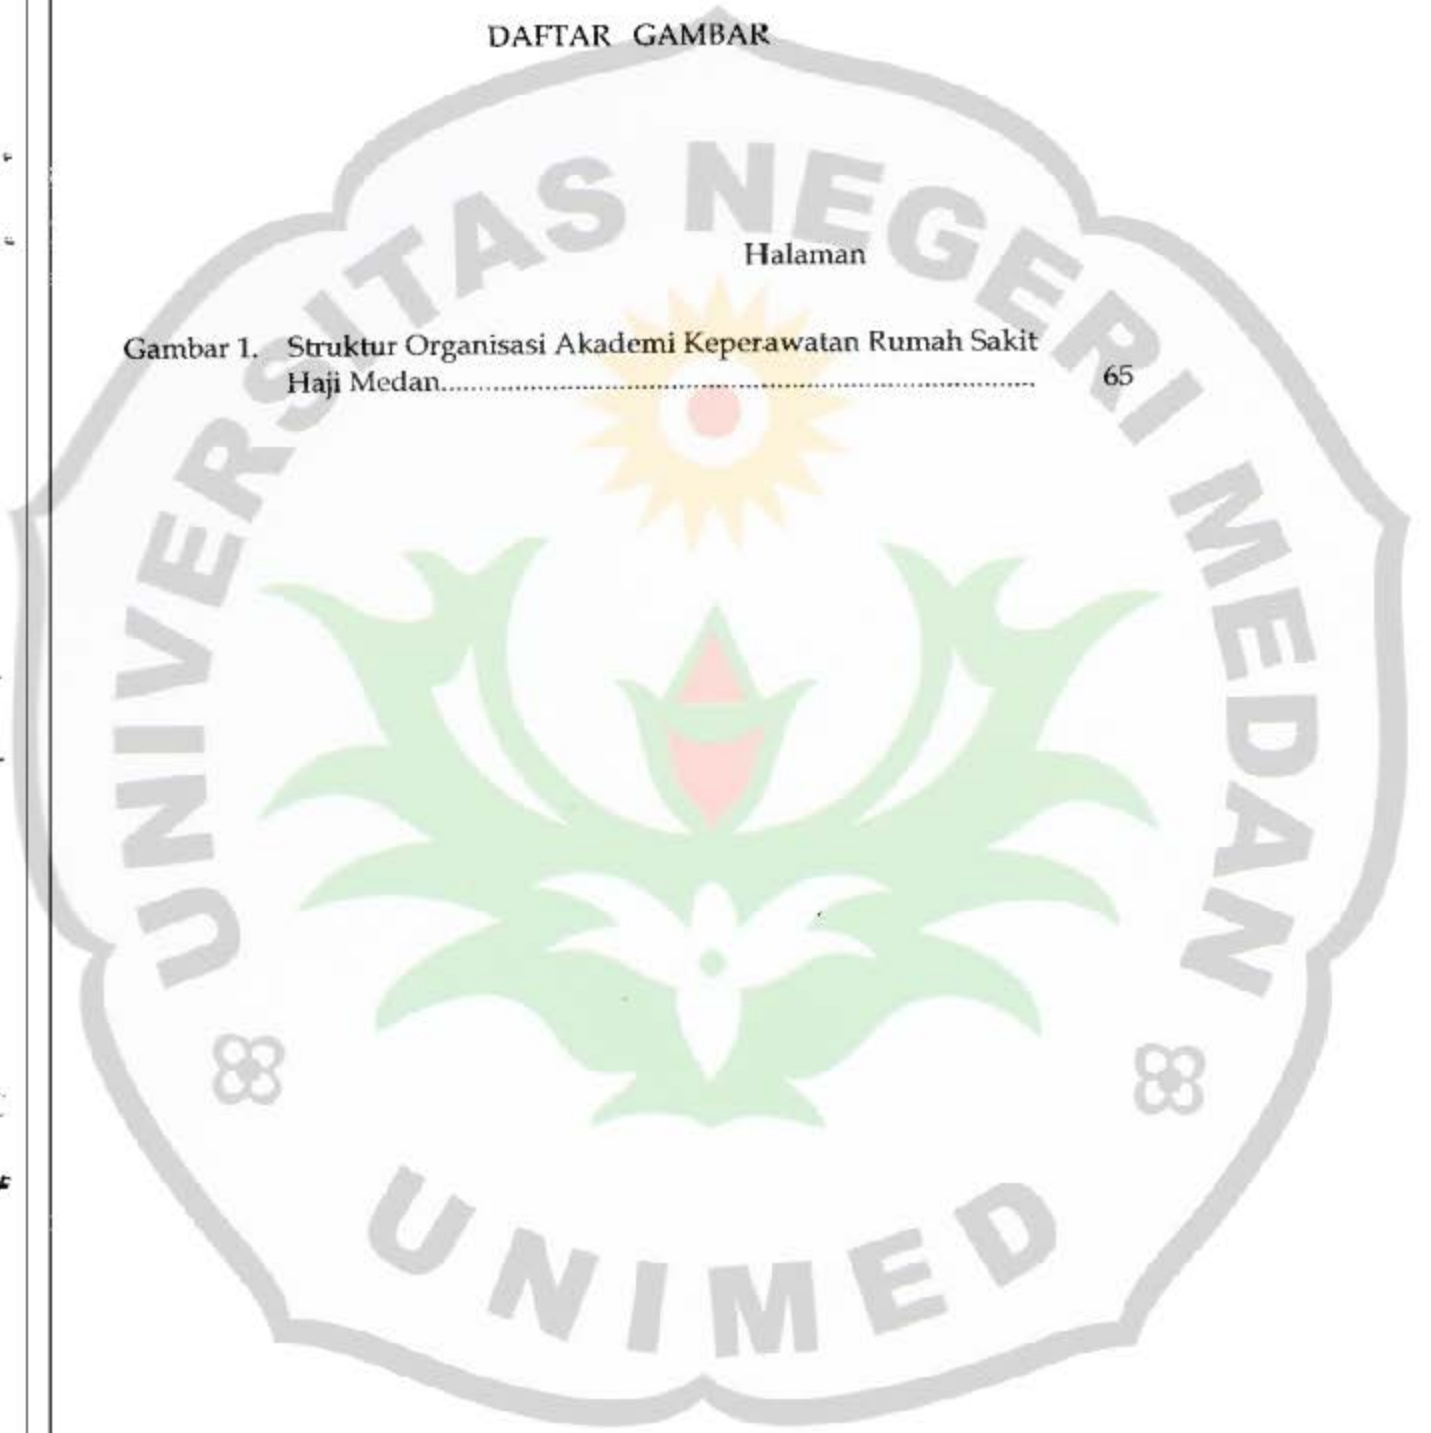 DAFTAR GAMBAR
UNIVERSITAS NEGERI MEDAN
Halaman
Gambar 1. Struktur Organisasi Akademi Keperawatan Rumah Sakit
Haji Medan........................................................................ 65
UNIMED